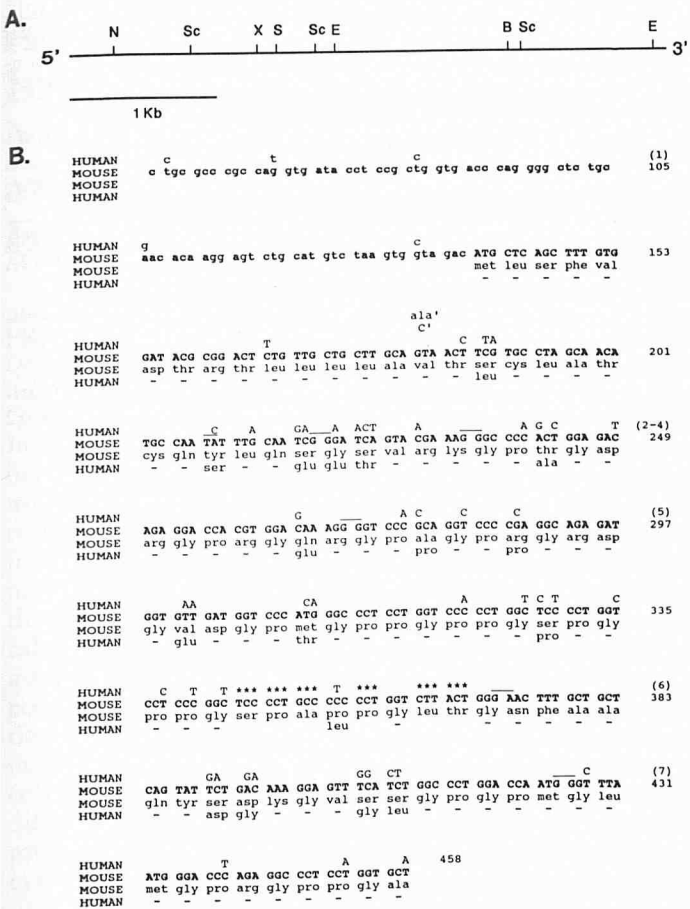 A.
N Sc X S Sc E B Sc E
5' 3'
1 Kb
B.
HUMAN c t c (1)
MOUSE c tgc gcc cgc cag gtg ata cct ccg ctg gtg acc cag ggg ctc tgc 105
MOUSE
HUMAN
HUMAN g c
MOUSE aac aca agg agt ctg cat gtc taa gtg gta gac ATG CTC AGC TTT GTG 153
MOUSE met leu ser phe val
HUMAN - - - - -
ala'
C'
HUMAN T C TA
MOUSE GAT ACG CGG ACT CTG TTG CTG CTT GCA GTA ACT TCG TGC CTA GCA ACA 201
MOUSE asp thr arg thr leu leu leu leu ala val thr ser cys leu ala thr
HUMAN - - - - - - - - - - - leu - - - -
HUMAN _C A GA___A ACT A ___ A G C T (2-4)
MOUSE TGC CAA TAT TTG CAA TCG GGA TCA GTA CGA AAG GGC CCC ACT GGA GAC 249
MOUSE cys gln tyr leu gln ser gly ser val arg lys gly pro thr gly asp
HUMAN - - ser - - glu glu thr - - - - - ala - -
HUMAN G ___ A C C C (5)
MOUSE AGA GGA CCA CGT GGA CAA AGG GGT CCC GCA GGT CCC CGA GGC AGA GAT 297
MOUSE arg gly pro arg gly gln arg gly pro ala gly pro arg gly arg asp
HUMAN - - - - - glu - - - pro - - pro - - -
HUMAN AA CA A T C T C
MOUSE GGT GTT GAT GGT CCC ATG GGC CCT CCT GGT CCC CCT GGC TCC CCT GGT 335
MOUSE gly val asp gly pro met gly pro pro gly pro pro gly ser pro gly
HUMAN - glu - - - thr - - - - - - - pro - -
HUMAN C T T *** *** *** T *** *** *** ___ (6)
MOUSE CCT CCC GGC TCC CCT GCC CCC CCT GGT CTT ACT GGG AAC TTT GCT GCT 383
MOUSE pro pro gly ser pro ala pro pro gly leu thr gly asn phe ala ala
HUMAN - - - leu - - - - - -
HUMAN GA GA GG CT ___ C (7)
MOUSE CAG TAT TCT GAC AAA GGA GTT TCA TCT GGC CCT GGA CCA ATG GGT TTA 431
MOUSE gln tyr ser asp lys gly val ser ser gly pro gly pro met gly leu
HUMAN - - asp gly - - - gly leu - - - - - - -
HUMAN T A A 458
MOUSE ATG GGA CCC AGA GGC CCT CCT GGT GCT
MOUSE met gly pro arg gly pro pro gly ala
HUMAN - - - - - - - - -